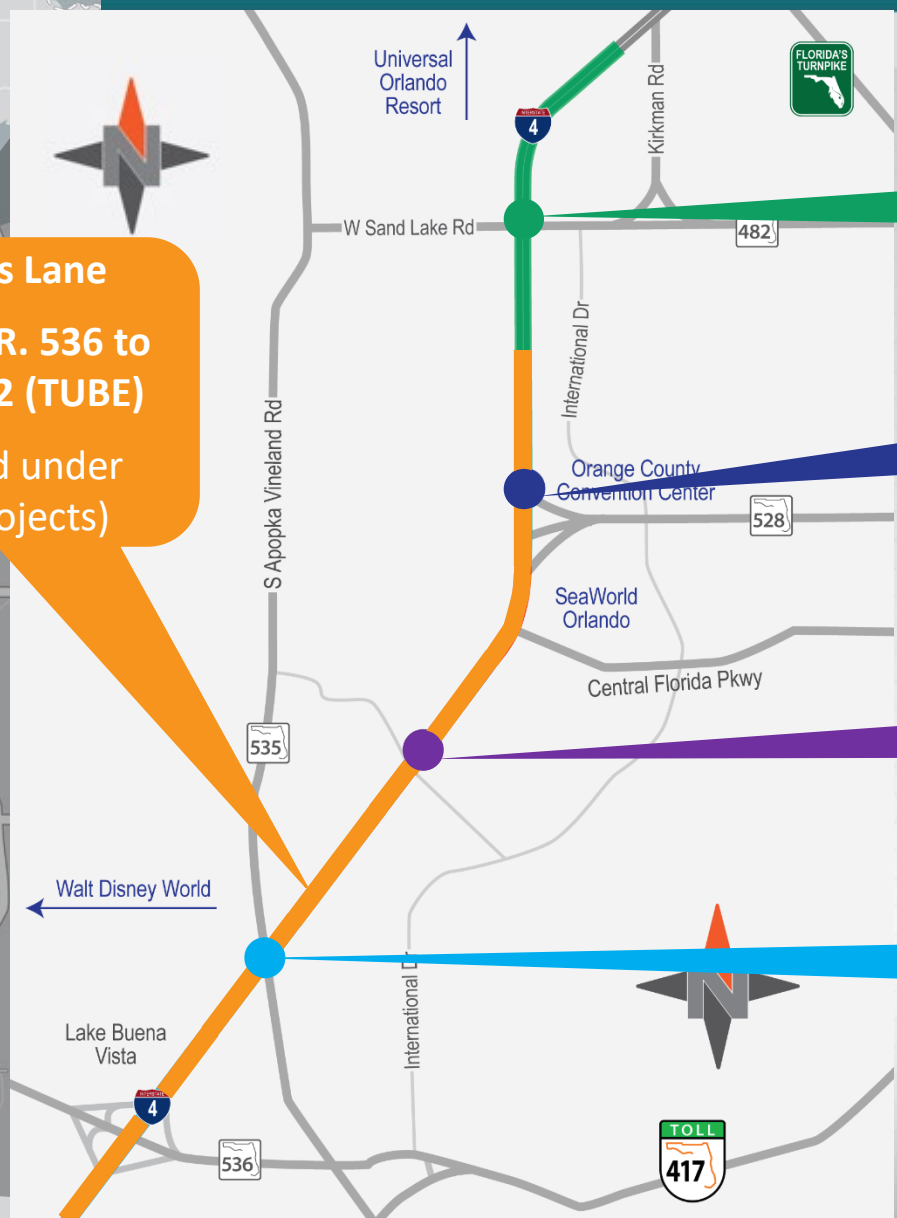 Universal
Orlando
Resort
FLORIDA'S
TURNPIKE
INTERSTATE
4
Kirkman Rd
N
W Sand Lake Rd
482
s Lane
R. 536 to
2 (TUBE)
d under
ojects)
International Dr
S Apopka Vineland Rd
Orange County
Convention Center
528
SeaWorld
Orlando
Central Florida Pkwy
535
Walt Disney World
International Dr
N
Lake Buena
Vista
INTERSTATE
4
536
TOLL
417